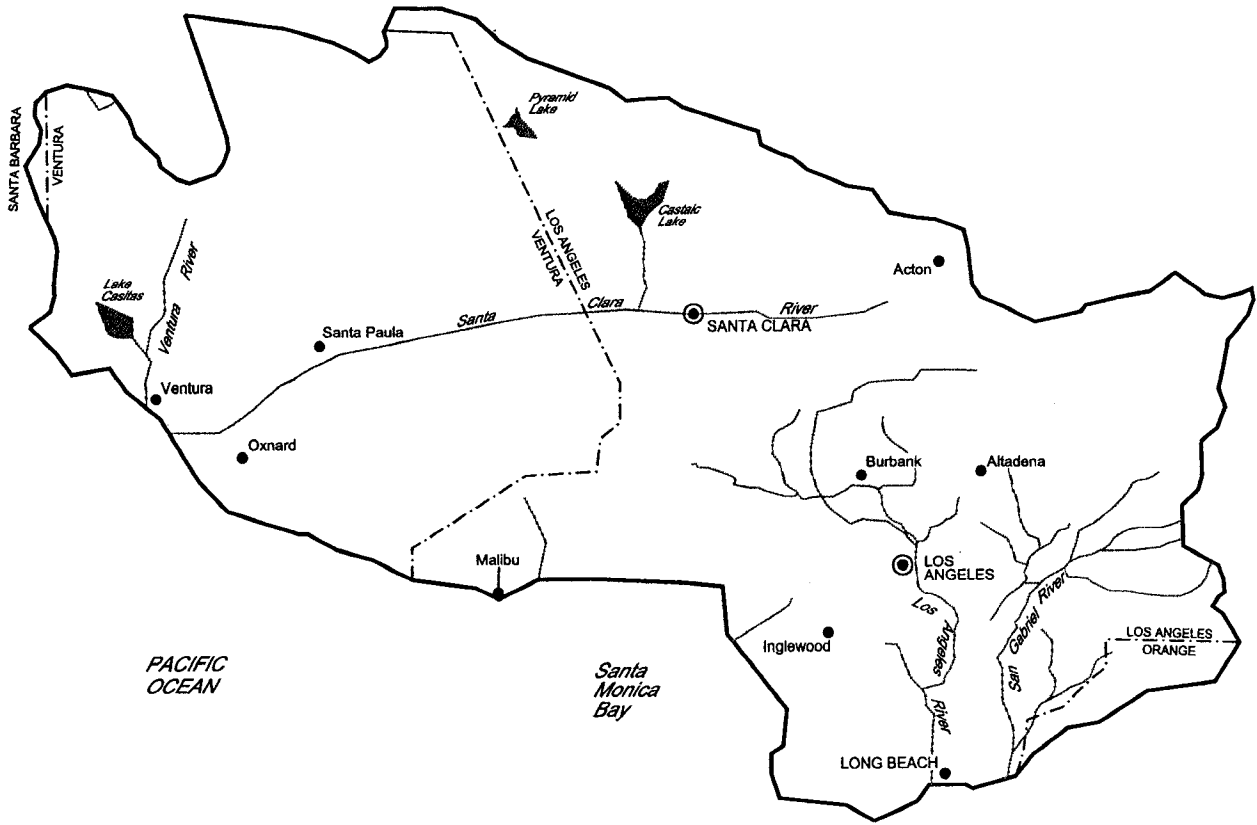 Pyramid
Lake
SANTA BARBARA
VENTURA
Castaic
Lake
LOS ANGELES
VENTURA
River
Acton
Lake
Casitas
Ventura
Clara
River
Santa
SANTA CLARA
Santa Paula
Ventura
Oxnard
Burbank
Altadena
Malibu
LOS
ANGELES
Los
Angeles
River
San
Gabriel
River
Inglewood
LOS ANGELES
ORANGE
PACIFIC
OCEAN
Santa
Monica
Bay
LONG BEACH